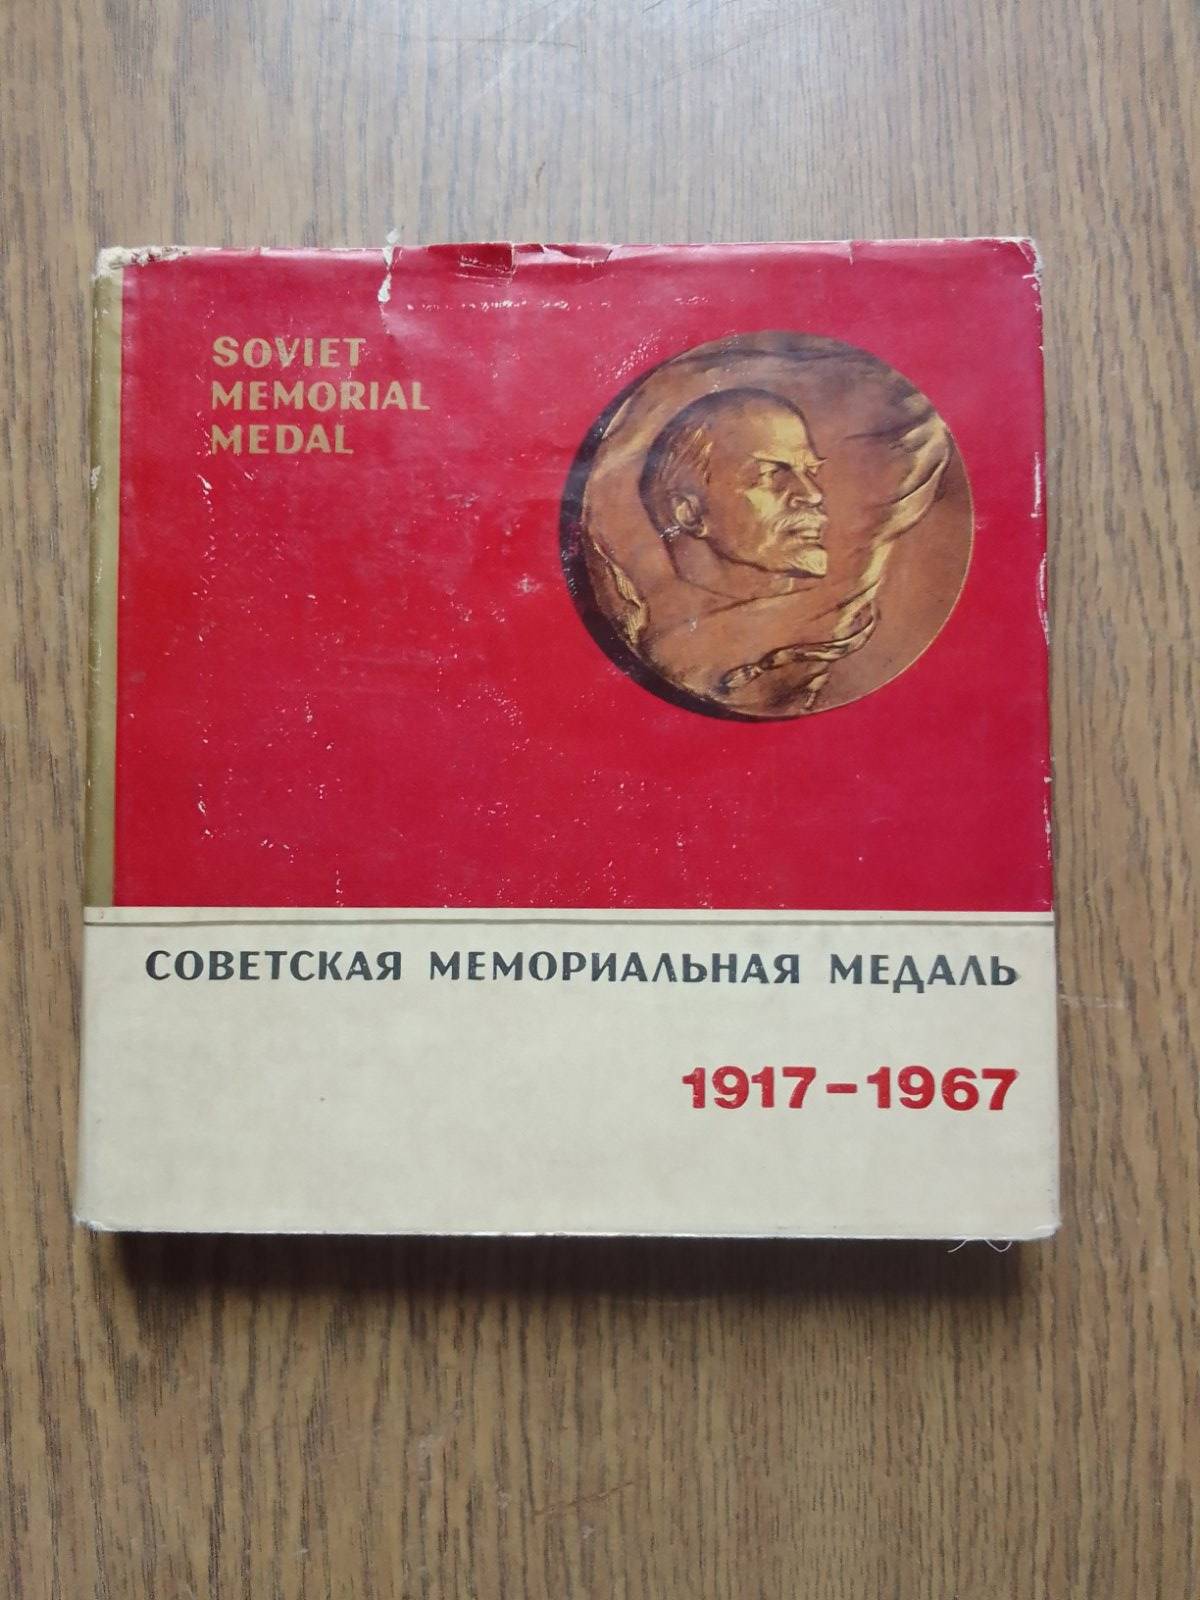 SOVIET
MEMORIAL
MEDAL
СОВЕТСКАЯ МЕМОРИАЛЬНАЯ МЕДАЛЬ
1917–1967